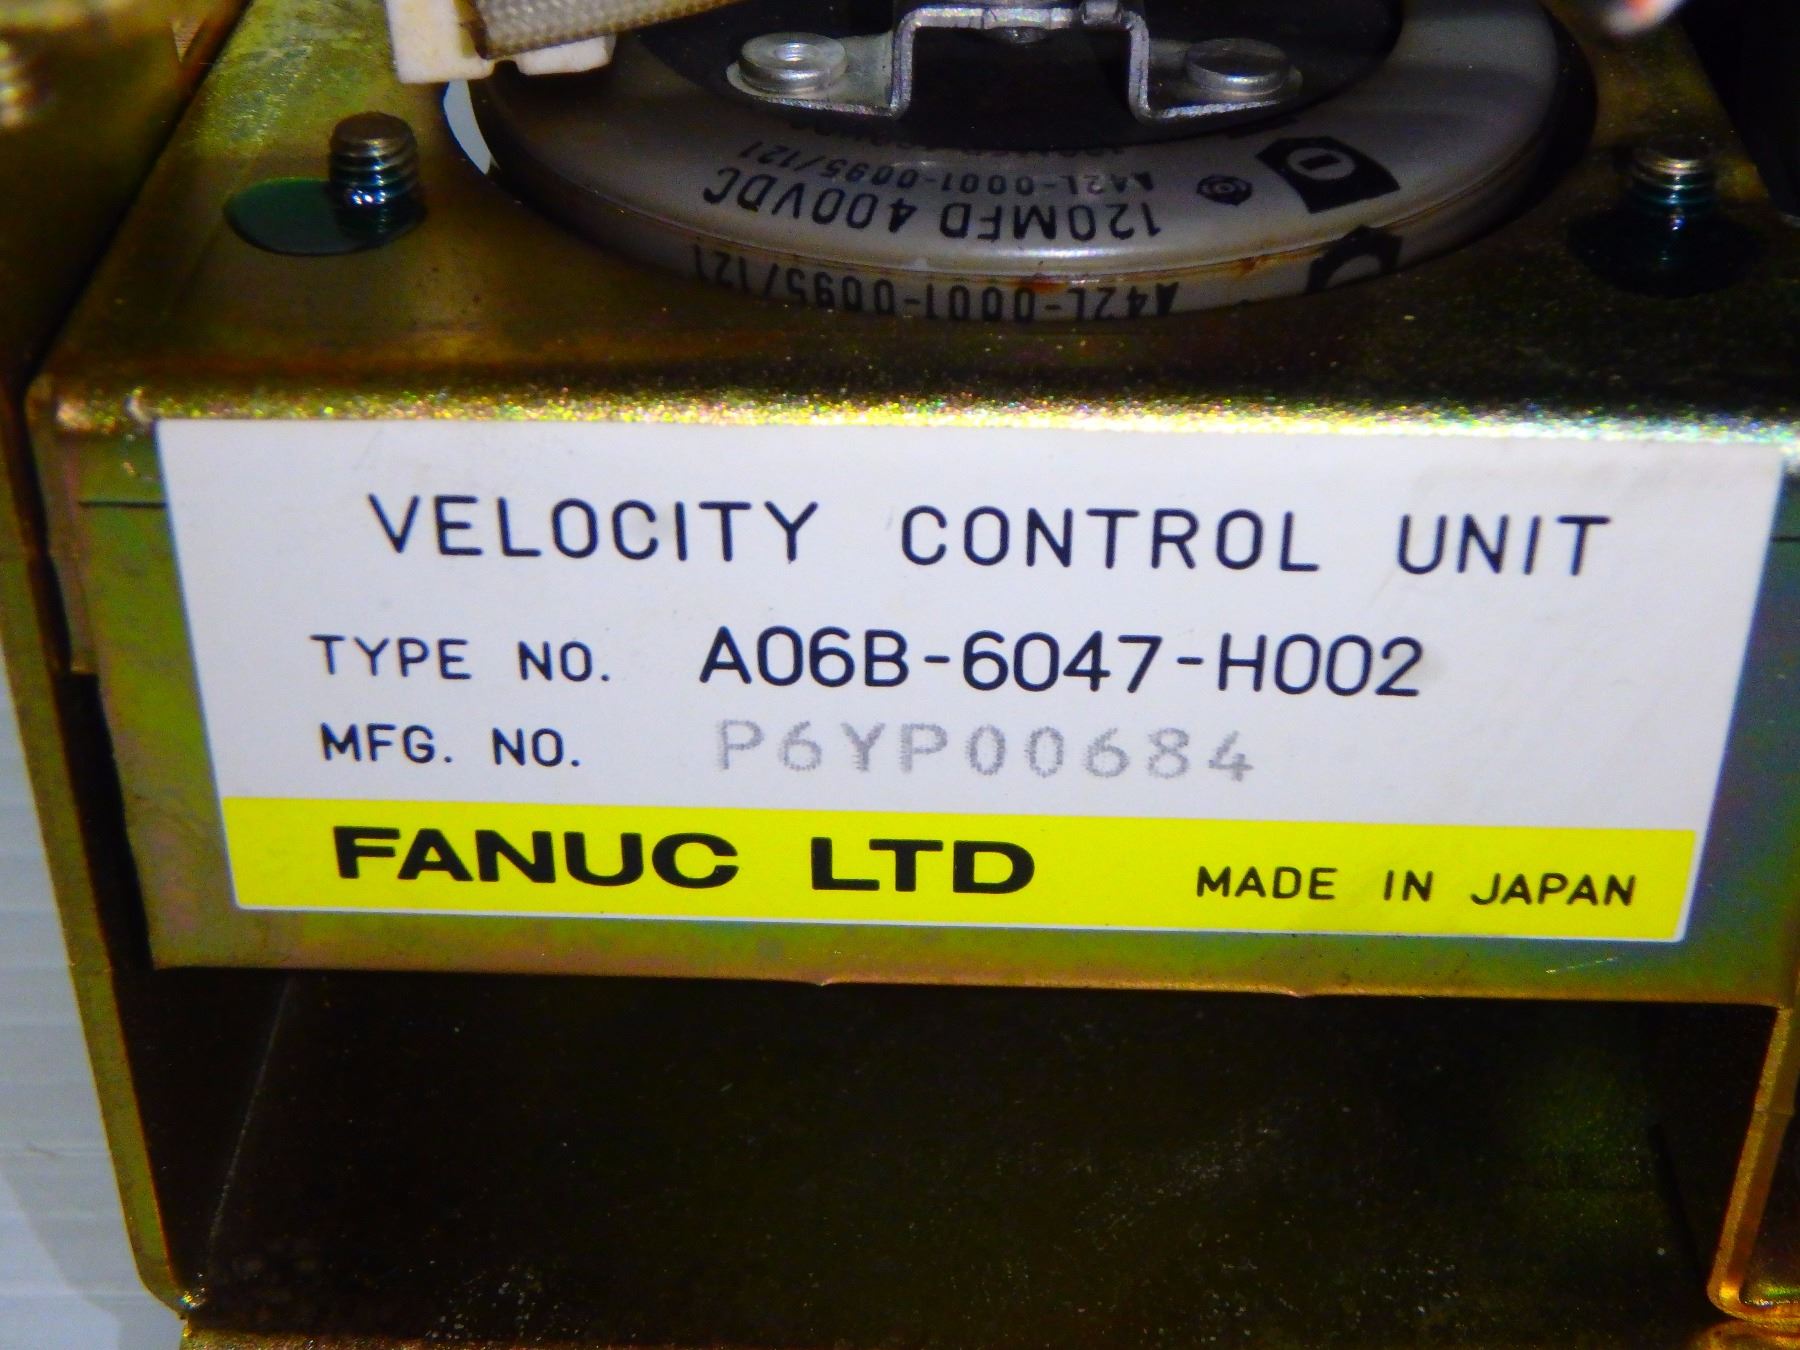 120MFD 400VDC
A42L-0001-0095/121
A42L-0001-0095/121
VELOCITY CONTROL UNIT
TYPE NO. A06B-6047-H002
MFG. NO. P6YP00684
FANUC LTD MADE IN JAPAN